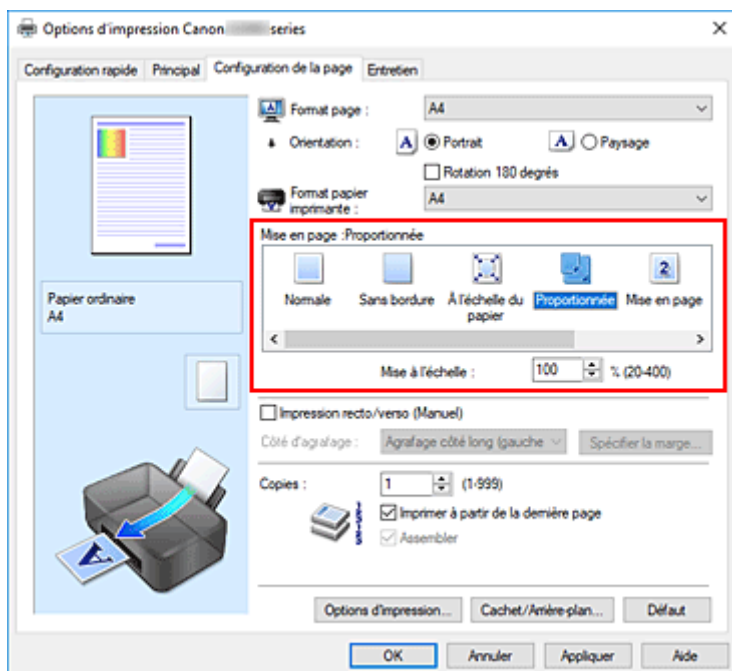 Options d'impression Canon series
Configuration rapide Principal Configuration de la page Entretien
Format page : A4
Orientation : A Portrait A Paysage
Rotation 180 degrés
Format papier
imprimante : A4
Mise en page :Proportionnée
2
Normale Sans bordure À l'échelle du
papier Proportionnée Mise en page
Mise à l'échelle : 100 % (20-400)
Papier ordinaire
A4
Impression recto/verso (Manuel)
Côté d'agrafage : Agrafage côté long (gauche Spécifier la marge...
Copies : 1 (1-999)
Imprimer à partir de la dernière page
Assembler
A
Options d'impression... Cachet/Arrière-plan... Défaut
OK Annuler Appliquer Aide